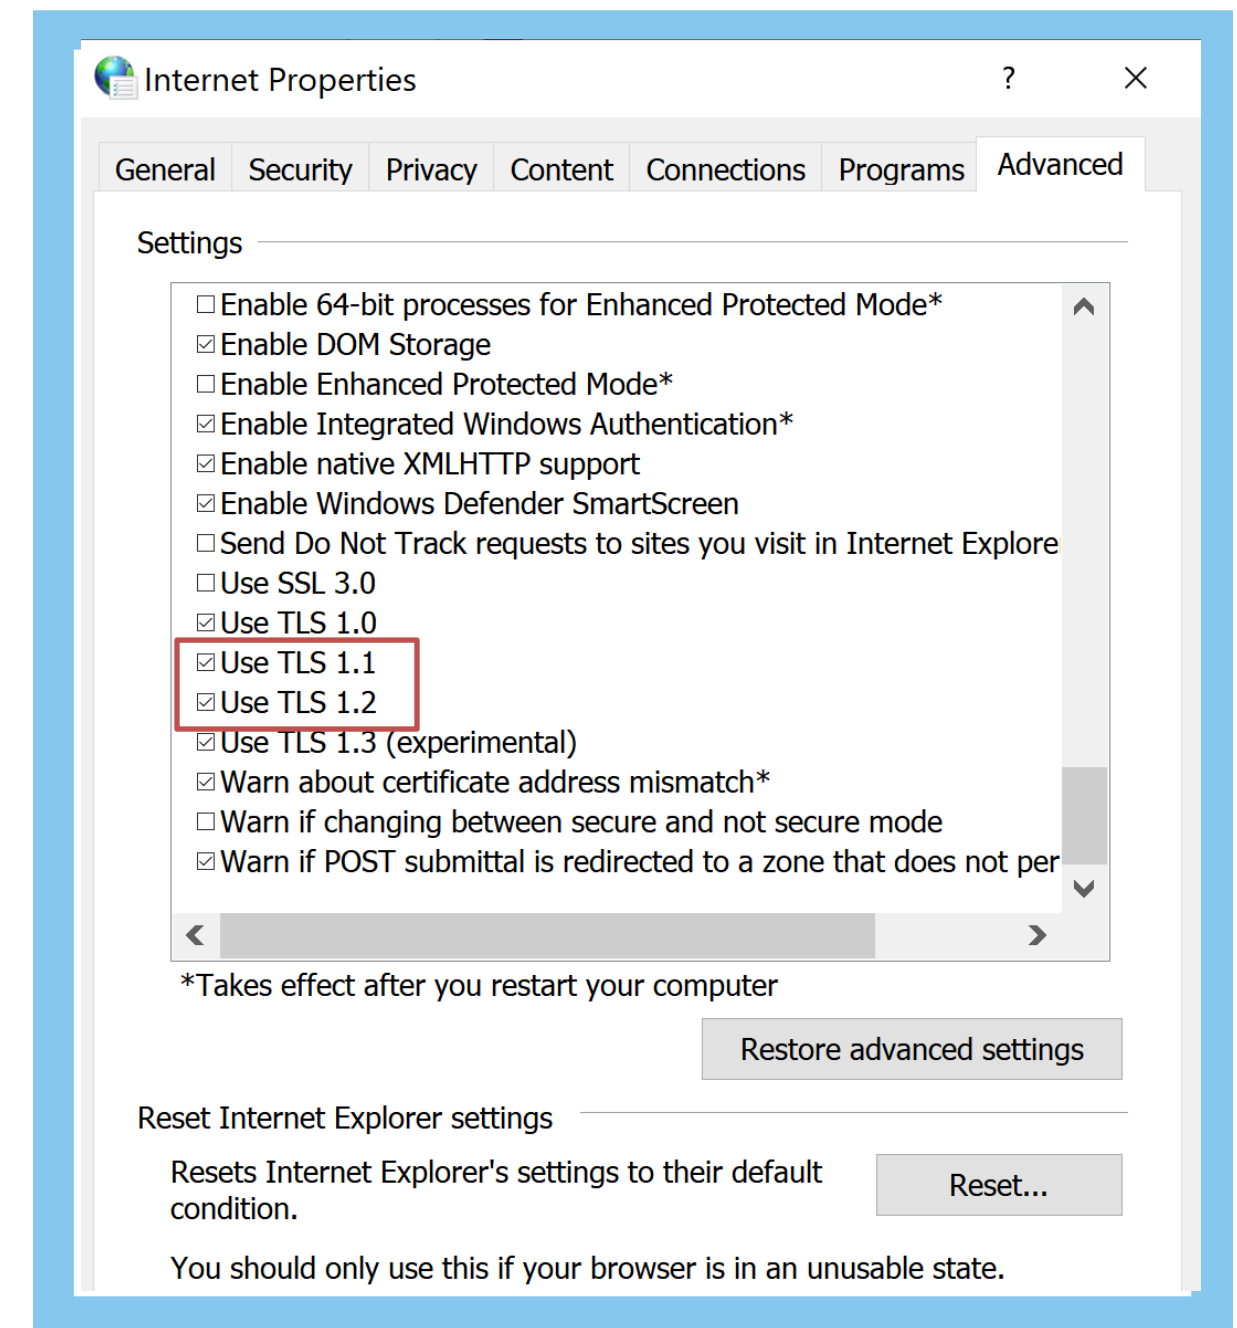 Internet Properties
?
General Security Privacy Content Connections Programs Advanced
Settings
Enable 64-bit processes for Enhanced Protected Mode*
Enable DOM Storage
Enable Enhanced Protected Mode*
Enable Integrated Windows Authentication*
Enable native XMLHTTP support
Enable Windows Defender SmartScreen
Send Do Not Track requests to sites you visit in Internet Explore
Use SSL 3.0
Use TLS 1.0
Use TLS 1.1
Use TLS 1.2
Use TLS 1.3 (experimental)
Warn about certificate address mismatch*
Warn if changing between secure and not secure mode
Warn if POST submittal is redirected to a zone that does not per
*Takes effect after you restart your computer
Restore advanced settings
Reset Internet Explorer settings
Resets Internet Explorer's settings to their default
condition.
Reset...
You should only use this if your browser is in an unusable state.